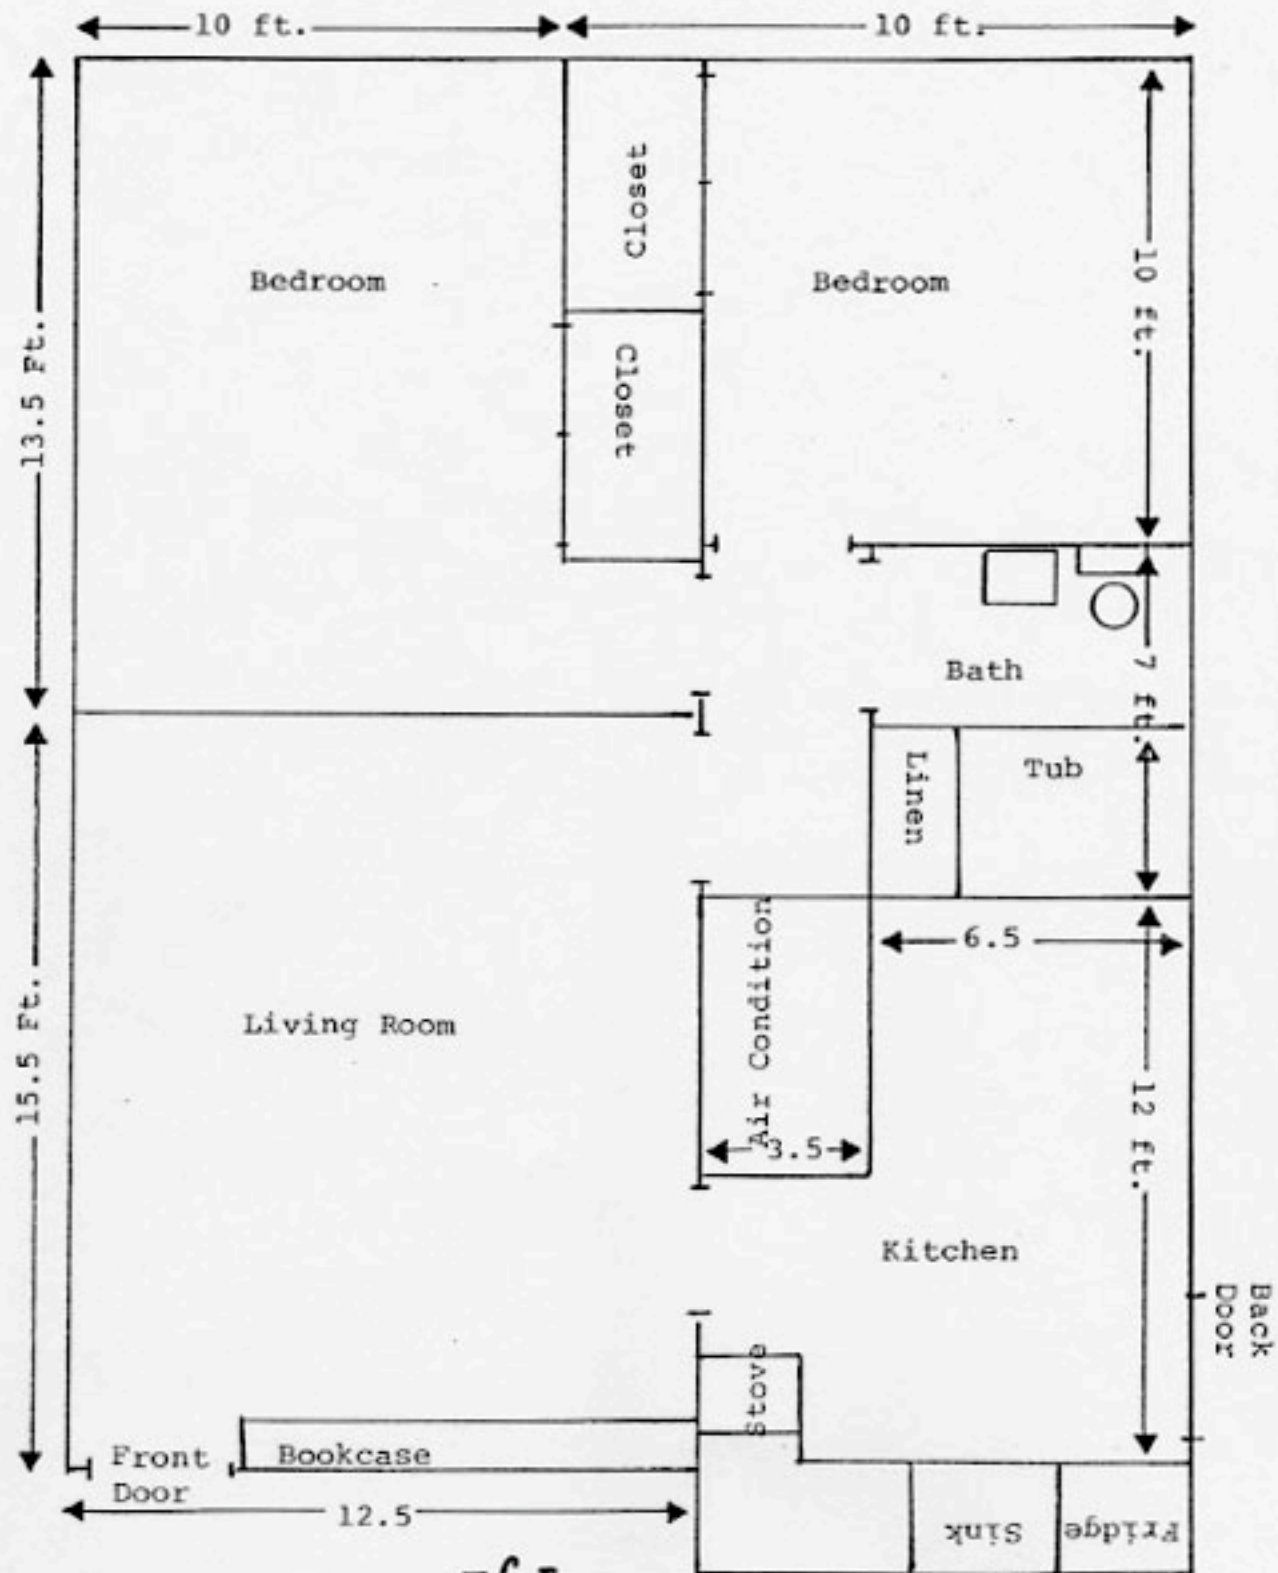 10 ft.
10 ft.
Closet
Bedroom
Bedroom
10 ft.
13.5 Ft.
Closet
Bath
7 ft.
Linen
Tub
6.5
Air Condition
Living Room
15.5 Ft.
12 ft.
3.5
Kitchen
Back
Door
Stove
Front
Door
Bookcase
12.5
Sink
Fridge